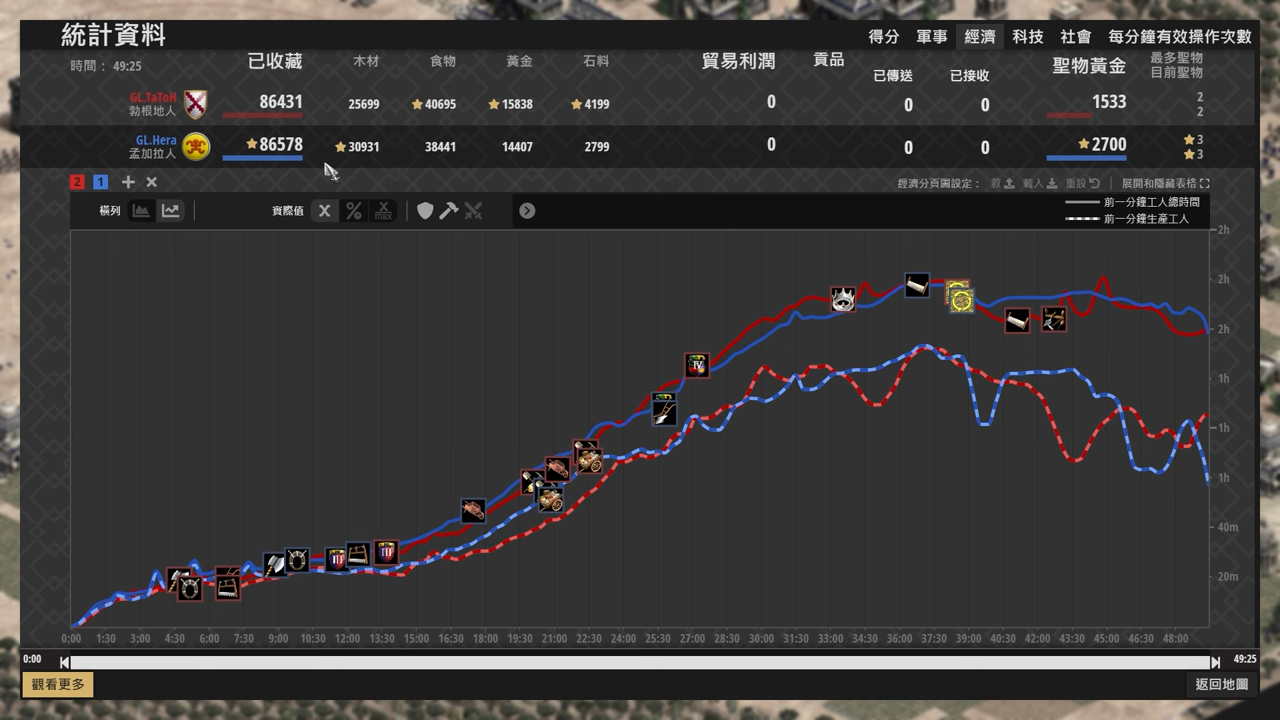 統計資料
得分 軍事 經濟 科技 社會 每分鐘有效操作次數
時間： 49:25
已收藏 木材 食物 黃金 石料 貿易利潤 貢品 已傳送 已接收 聖物黃金 最多聖物
目前聖物
GL.TaToH 86431 25699 40695 15838 4199 0 0 0 1533 2
勃根地人 2
GL.Hera 86578 30931 38441 14407 2799 0 0 0 2700 3
孟加拉人 3
2 1 經濟分頁圖設定： 載入 重設 展開和隱藏表格
橫列 實際值 X % X max
前一分鐘工人總時間
前一分鐘生產工人
2h
2h
2h
1h
1h
1h
40m
20m
IV
III III
0:00 1:30 3:00 4:30 6:00 7:30 9:00 10:30 12:00 13:30 15:00 16:30 18:00 19:30 21:00 22:30 24:00 25:30 27:00 28:30 30:00 31:30 33:00 34:30 36:00 37:30 39:00 40:30 42:00 43:30 45:00 46:30 48:00
0:00 49:25
觀看更多 返回地圖